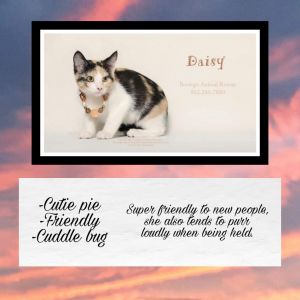 Daisy
-Cutie pie
-Friendly
-Cuddle bug
Super friendly to new people,
she also tends to purr
loudly when being held.